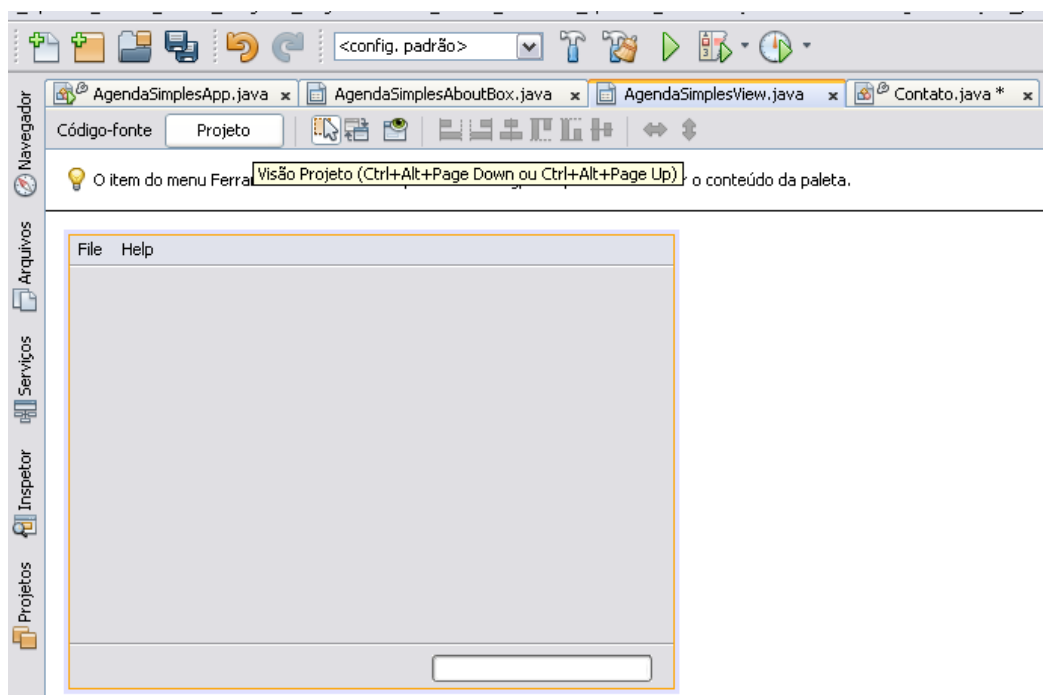 <config. padrão>
AgendaSimplesApp.java x AgendaSimplesAboutBox.java x AgendaSimplesView.java x Contato.java * x
Código-fonte Projeto
Visão Projeto (Ctrl+Alt+Page Down ou Ctrl+Alt+Page Up)
O item do menu Ferra o conteúdo da paleta.
File Help
Navegador
Arquivos
Serviços
Inspetor
Projetos